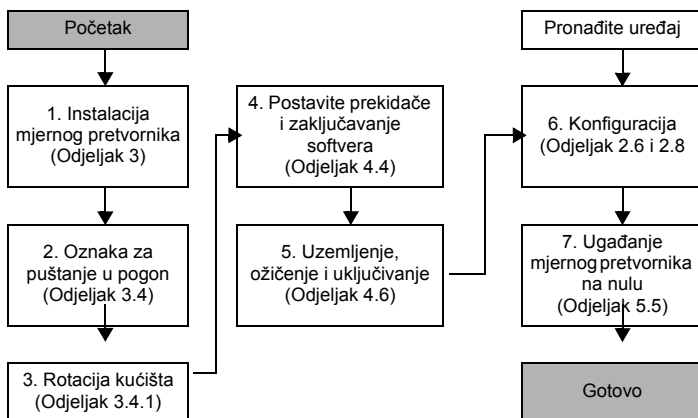 Početak
1. Instalacija
mjernog pretvornika
(Odjeljak 3)
2. Oznaka za
puštanje u pogon
(Odjeljak 3.4)
3. Rotacija kućišta
(Odjeljak 3.4.1)
4. Postavite prekidače
i zaključavanje
softvera
(Odjeljak 4.4)
5. Uzemljenje,
ožičenje i uključivanje
(Odjeljak 4.6)
Pronađite uređaj
6. Konfiguracija
(Odjeljak 2.6 i 2.8
7. Ugađanje
mjernog pretvornika
na nulu
(Odjeljak 5.5)
Gotovo